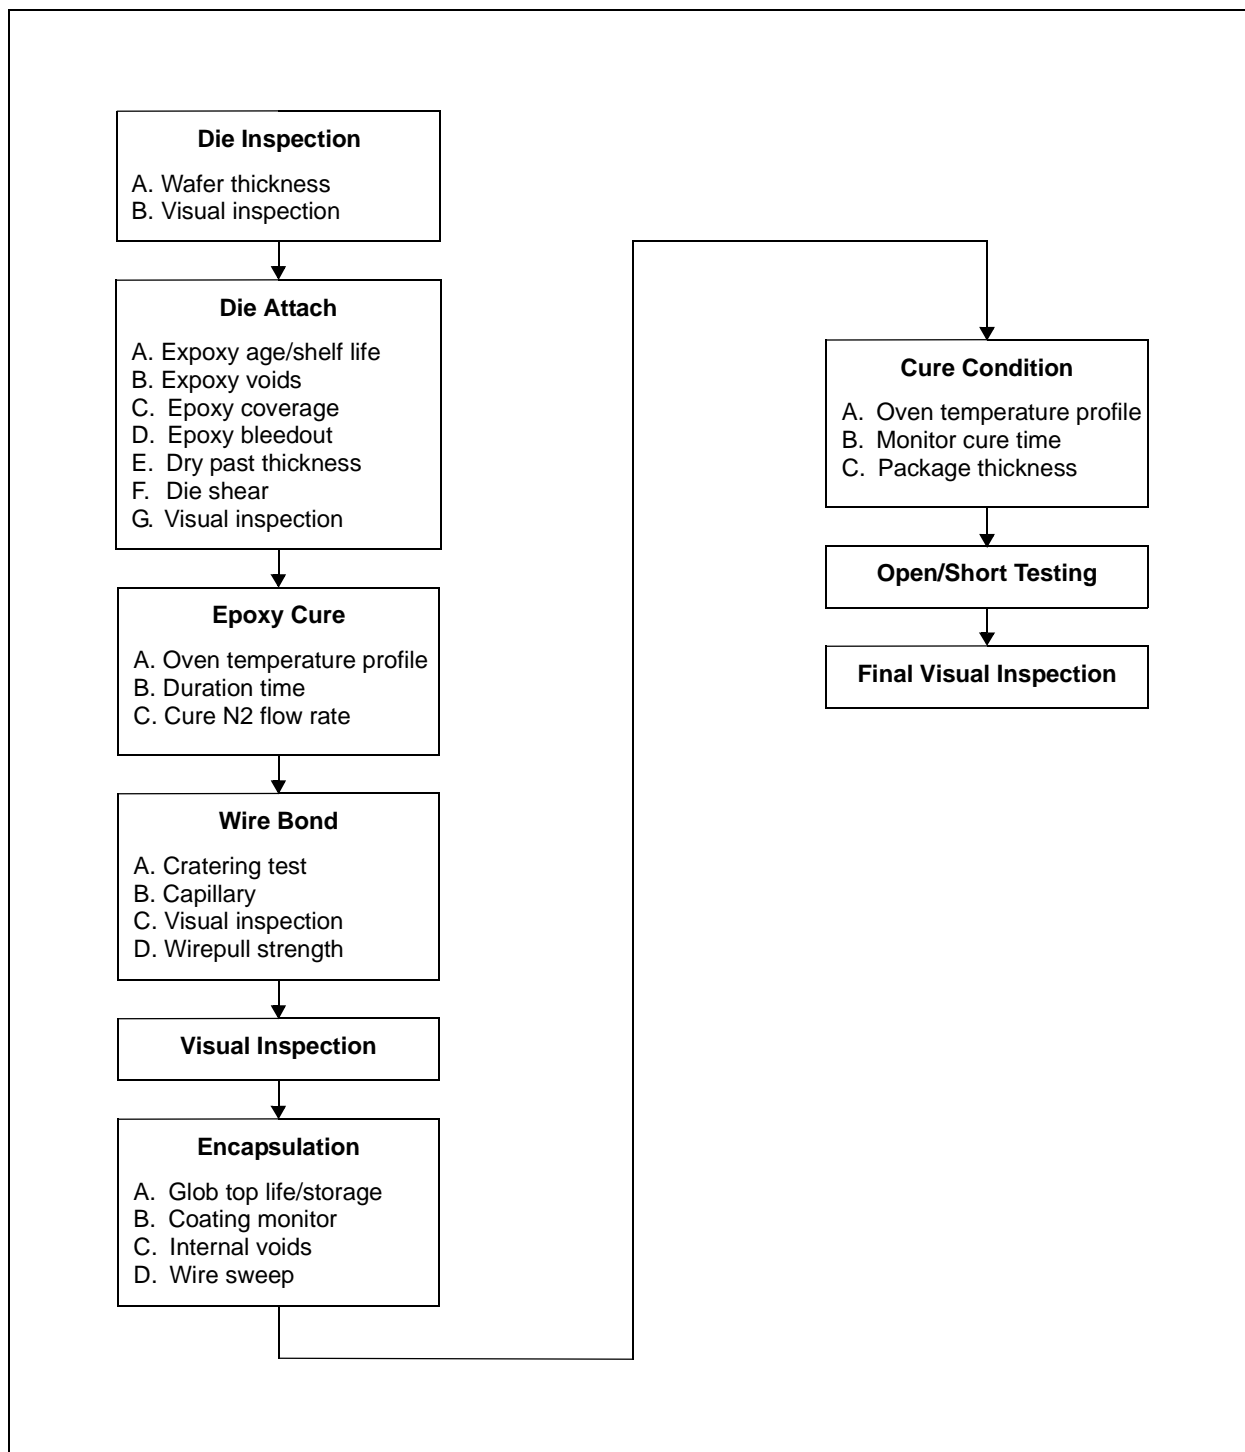 Die Inspection
A. Wafer thickness
B. Visual inspection
Die Attach
A. Expoxy age/shelf life
B. Expoxy voids
C. Epoxy coverage
D. Epoxy bleedout
E. Dry past thickness
F. Die shear
G. Visual inspection
Epoxy Cure
A. Oven temperature profile
B. Duration time
C. Cure N2 flow rate
Wire Bond
A. Cratering test
B. Capillary
C. Visual inspection
D. Wirepull strength
Visual Inspection
Encapsulation
A. Glob top life/storage
B. Coating monitor
C. Internal voids
D. Wire sweep
Cure Condition
A. Oven temperature profile
B. Monitor cure time
C. Package thickness
Open/Short Testing
Final Visual Inspection